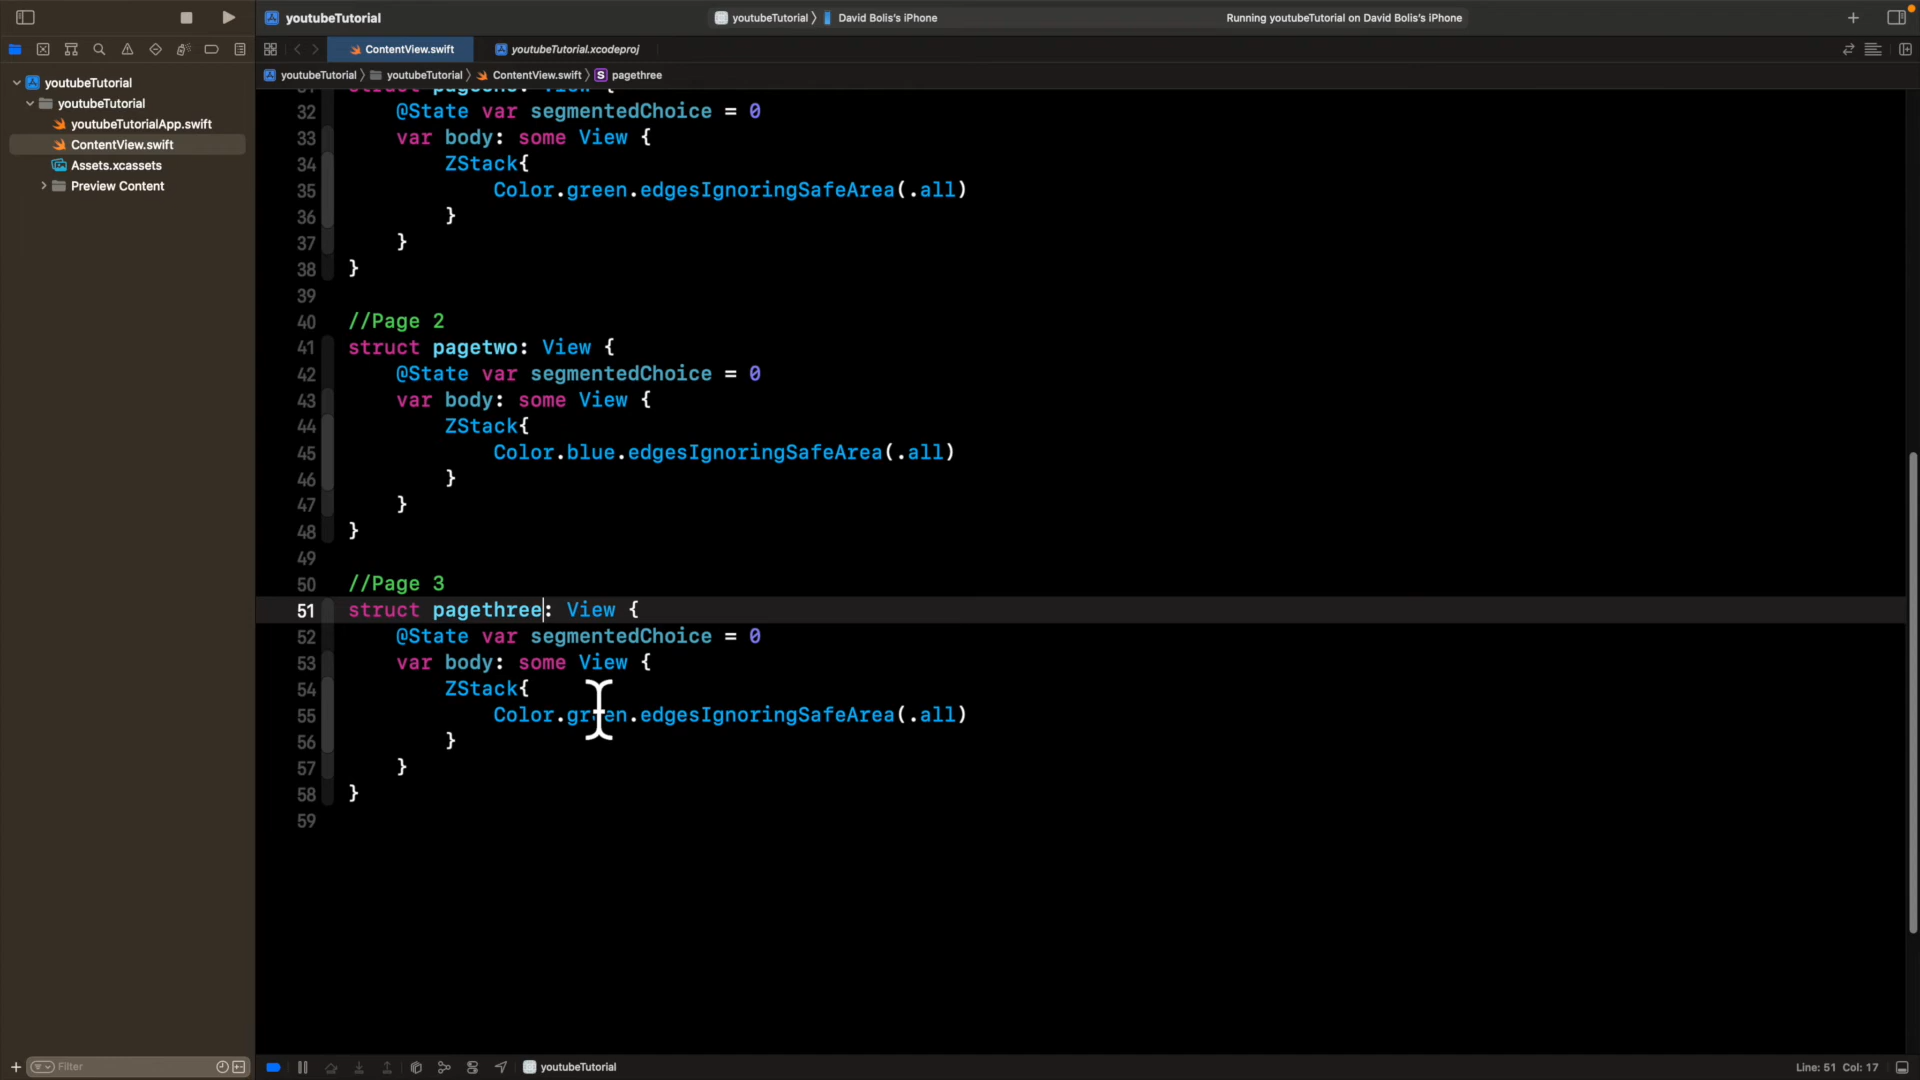 youtubeTutorial
youtubeTutorial 〉 David Bolis's iPhone
Running youtubeTutorial on David Bolis's iPhone
ContentView.swift
youtubeTutorial.xcodeproj
youtubeTutorial 〉 youtubeTutorial 〉 ContentView.swift 〉 S pagethree
youtubeTutorial
youtubeTutorial
youtubeTutorialApp.swift
ContentView.swift
Assets.xcassets
Preview Content
32 @State var segmentedChoice = 0
33 var body: some View {
34 ZStack{
35 Color.green.edgesIgnoringSafeArea(.all)
36 }
37 }
38 }
39
40 //Page 2
41 struct pagetwo: View {
42 @State var segmentedChoice = 0
43 var body: some View {
44 ZStack{
45 Color.blue.edgesIgnoringSafeArea(.all)
46 }
47 }
48 }
49
50 //Page 3
51 struct pagethree: View {
52 @State var segmentedChoice = 0
53 var body: some View {
54 ZStack{
55 Color.green.edgesIgnoringSafeArea(.all)
56 }
57 }
58 }
59
Filter
youtubeTutorial
Line: 51 Col: 17